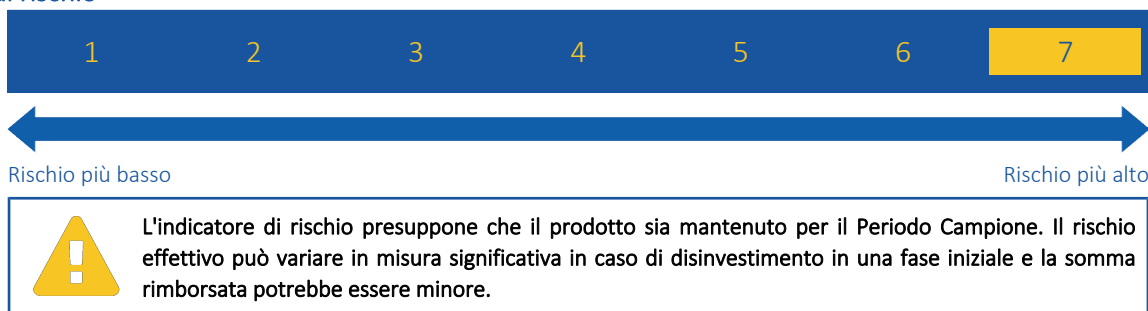 1 2 3 4 5 6 7
Rischio più basso Rischio più alto
L'indicatore di rischio presuppone che il prodotto sia mantenuto per il Periodo Campione. Il rischio
effettivo può variare in misura significativa in caso di disinvestimento in una fase iniziale e la somma
rimborsata potrebbe essere minore.